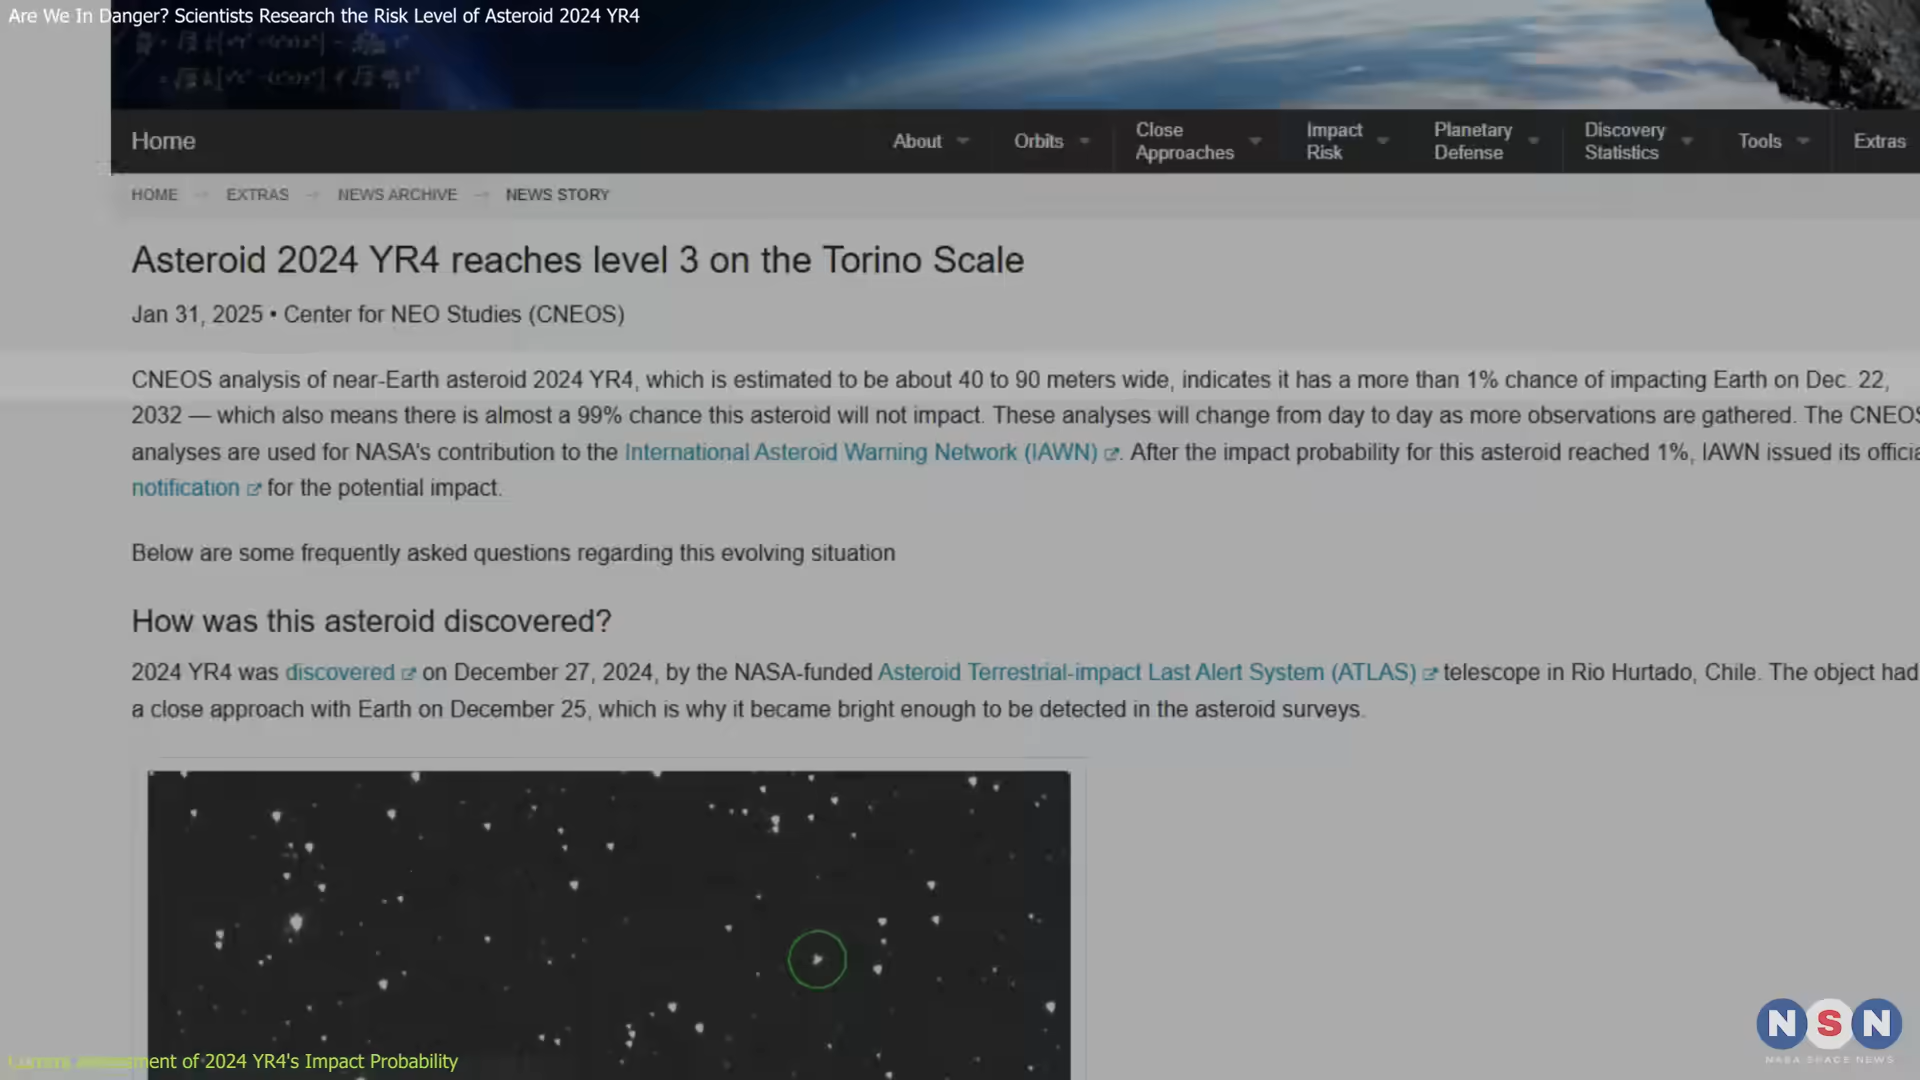 Are We In Danger? Scientists Research the Risk Level of Asteroid 2024 YR4
Home
About
Orbits
Close
Approaches
Impact
Risk
Planetary
Defense
Discovery
Statistics
Tools
Extras
HOME
EXTRAS
NEWS ARCHIVE
NEWS STORY
Asteroid 2024 YR4 reaches level 3 on the Torino Scale
Jan 31, 2025 • Center for NEO Studies (CNEOS)
CNEOS analysis of near-Earth asteroid 2024 YR4, which is estimated to be about 40 to 90 meters wide, indicates it has a more than 1% chance of impacting Earth on Dec. 22,
2032 — which also means there is almost a 99% chance this asteroid will not impact. These analyses will change from day to day as more observations are gathered. The CNEOS
analyses are used for NASA's contribution to the International Asteroid Warning Network (IAWN). After the impact probability for this asteroid reached 1%, IAWN issued its officia
notification for the potential impact.
Below are some frequently asked questions regarding this evolving situation
How was this asteroid discovered?
2024 YR4 was discovered on December 27, 2024, by the NASA-funded Asteroid Terrestrial-impact Last Alert System (ATLAS) telescope in Rio Hurtado, Chile. The object had
a close approach with Earth on December 25, which is why it became bright enough to be detected in the asteroid surveys.
NSN
NASA SPACE NEWS
of 2024 YR4's Impact Probability